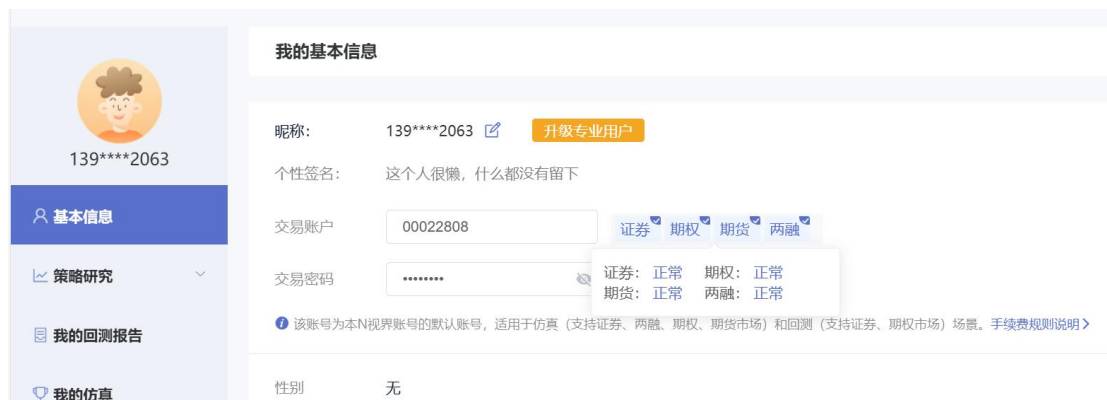 139****2063
基本信息
策略研究
我的回测报告
我的仿真
我的基本信息
昵称: 139****2063 升级专业用户
个性签名: 这个人很懒，什么都没有留下
交易账户 00022808 证券 期权 期货 两融
交易密码 ••••••••
证券: 正常 期权: 正常
期货: 正常 两融: 正常
该账号为本N视界账号的默认账号，适用于仿真（支持证券、两融、期权、期货市场）和回测（支持证券、期权市场）场景。手续费规则说明
性别 无